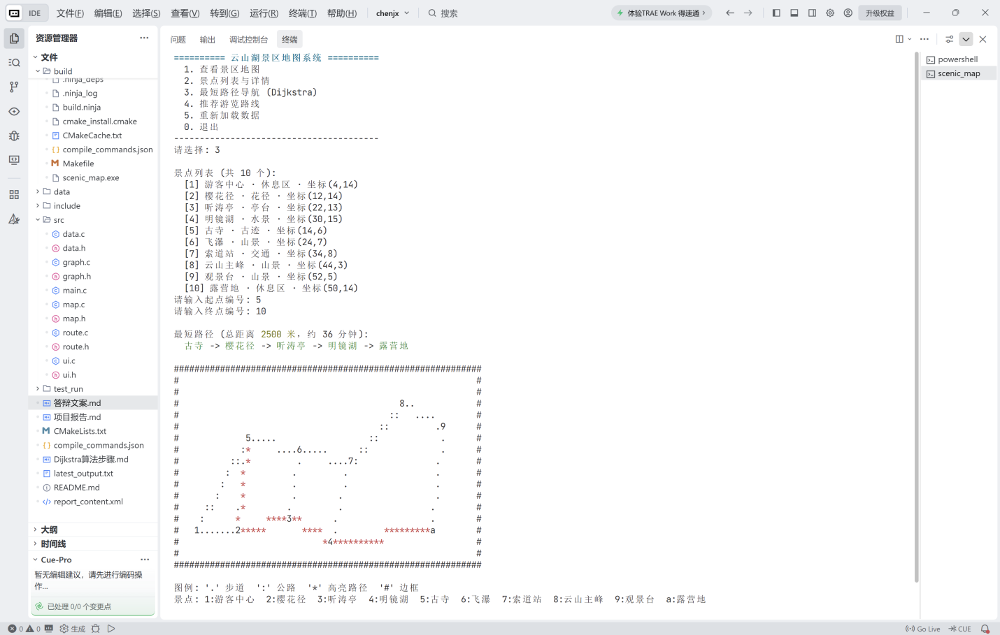 IDE 文件(F) 编辑(E) 选择(S) 查看(V) 转到(G) 运行(R) 终端(T) 帮助(H) chenjx 搜索 体验TRAE Work 得速通 升级权益
资源管理器
文件
build
.ninja_deps
.ninja_log
build.ninja
cmake_install.cmake
CMakeCache.txt
compile_commands.json
Makefile
scenic_map.exe
data
include
src
data.c
data.h
graph.c
graph.h
main.c
map.c
map.h
route.c
route.h
ui.c
ui.h
test_run
答辩文案.md
项目报告.md
CMakeLists.txt
compile_commands.json
Dijkstra算法步骤.md
latest_output.txt
README.md
report_content.xml
大纲
时间线
Cue-Pro
暂无编辑建议，请先进行编码操
作...
已处理 0/0 个变更点
问题 输出 调试控制台 终端
========== 云山湖景区地图系统 ==========
  1. 查看景区地图
  2. 景点列表与详情
  3. 最短路径导航 (Dijkstra)
  4. 推荐游览路线
  5. 重新加载数据
  0. 退出
----------------------------------------
请选择: 3
景点列表 (共 10 个):
  [1] 游客中心 · 休息区 · 坐标(4,14)
  [2] 樱花径 · 花径 · 坐标(12,14)
  [3] 听涛亭 · 亭台 · 坐标(22,13)
  [4] 明镜湖 · 水景 · 坐标(30,15)
  [5] 古寺 · 古迹 · 坐标(14,6)
  [6] 飞瀑 · 山景 · 坐标(24,7)
  [7] 索道站 · 交通 · 坐标(34,8)
  [8] 云山主峰 · 山景 · 坐标(44,3)
  [9] 观景台 · 山景 · 坐标(52,5)
  [10] 露营地 · 休息区 · 坐标(50,14)
请输入起点编号: 5
请输入终点编号: 10
最短路径 (总距离 2500 米，约 36 分钟):
  古寺 -> 樱花径 -> 听涛亭 -> 明镜湖 -> 露营地
############################################################
#                                                          #
#                                                          #
#                                           8..            #
#                                         ::   ....        #
#                                       ::         .9      #
#             5.....                  ::            .      #
#            :*     ....6.....      ::              .      #
#          ::.*         .     ....7:               .       #
#         :  *         .         .                 .       #
#        :   *         .         .                 .       #
#       :    *         .        .                  .       #
#     ::    .*        .         .                 .        #
#    :      *     ****3**      .                  .        #
#   1.......2*****       ****  .         *********a        #
#                            *4**********                  #
#                                                          #
############################################################
图例: '.' 步道  ':' 公路  '*' 高亮路径  '#' 边框
景点: 1:游客中心  2:樱花径  3:听涛亭  4:明镜湖  5:古寺  6:飞瀑  7:索道站  8:云山主峰  9:观景台  a:露营地
powershell
scenic_map
0 0 生成 Go Live CUE